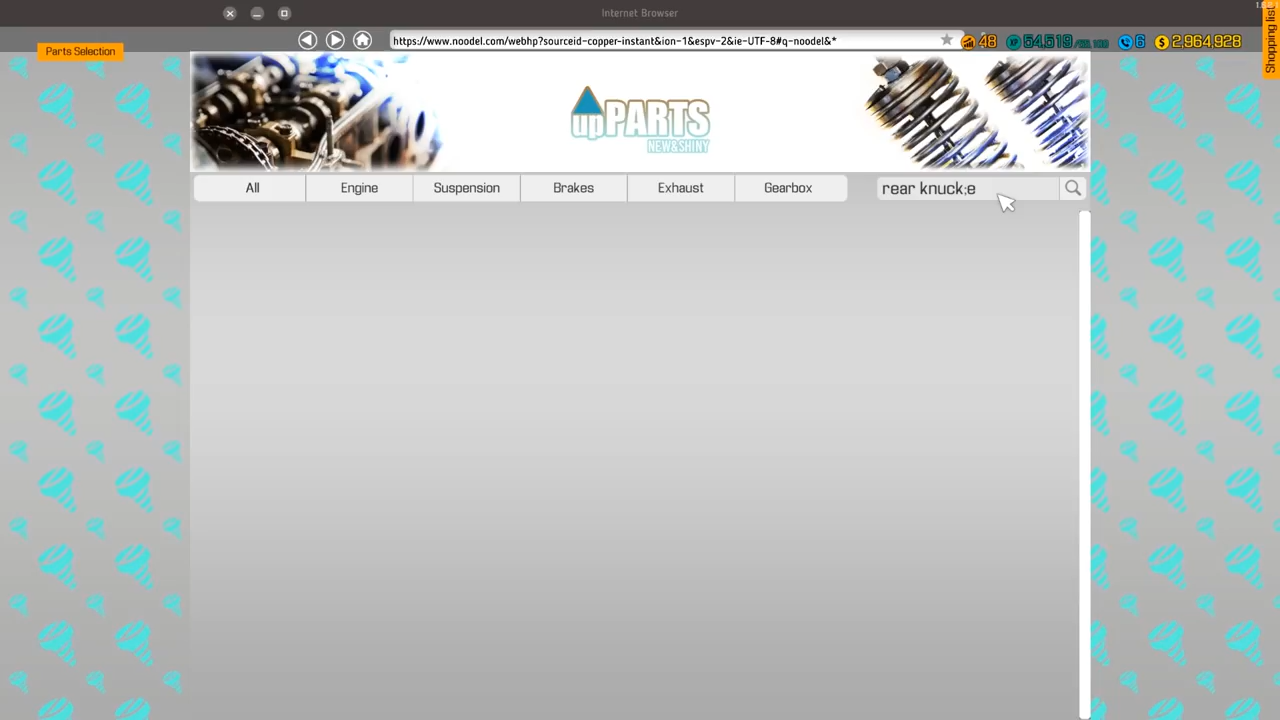 Internet Browser
Parts Selection
https://www.noodel.com/webhp?sourceid-copper-instant&ion-1&espv-2&ie-UTF-8#q-noodel&*
48
6
2,964,928
Shopping list
upPARTS
NEW&SHINY
All
Engine
Suspension
Brakes
Exhaust
Gearbox
rear knuck;e